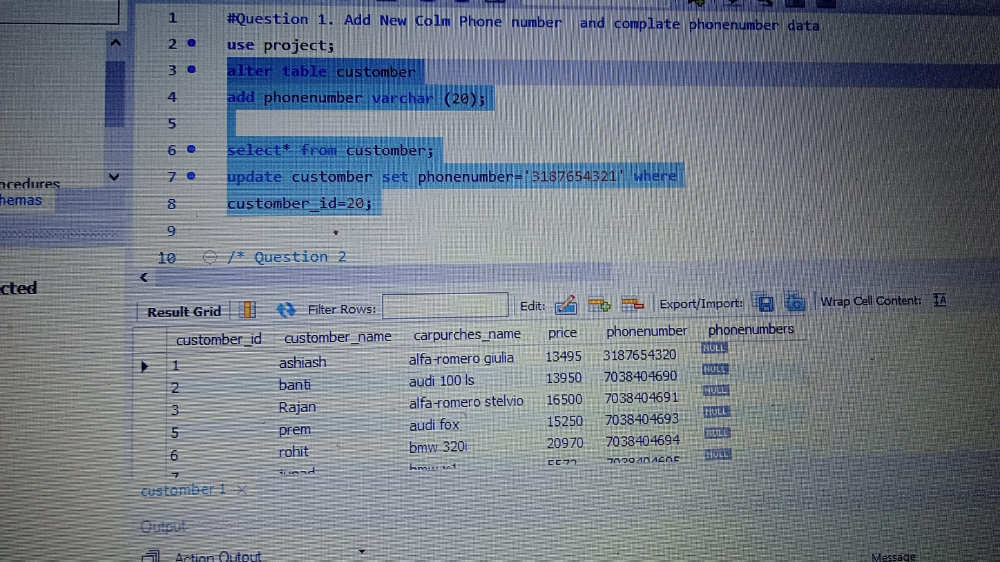 1 #Question 1. Add New Colm Phone number and complate phonenumber data
2 use project;
3 alter table custom​ber
4 add phonenumber varchar (20);
5
6 select* from customber;
7 update customber set phonenumber='3187654321' where
8 customber_id=20;
9
10 /* Question 2
ocedures
hemas
cted
Result Grid Filter Rows: Edit: Export/Import: Wrap Cell Content: IA
customber_id customber_name carpurches_name price phonenumber phonenumbers
1 ashiash alfa-romero giulia 13495 3187654320 NULL
2 banti audi 100 ls 13950 7038404690 NULL
3 Rajan alfa-romero stelvio 16500 7038404691 NULL
5 prem audi fox 15250 7038404693 NULL
6 rohit bmw 320i 20970 7038404694 NULL
7 NULL
customber 1
Output
Action Output
Message